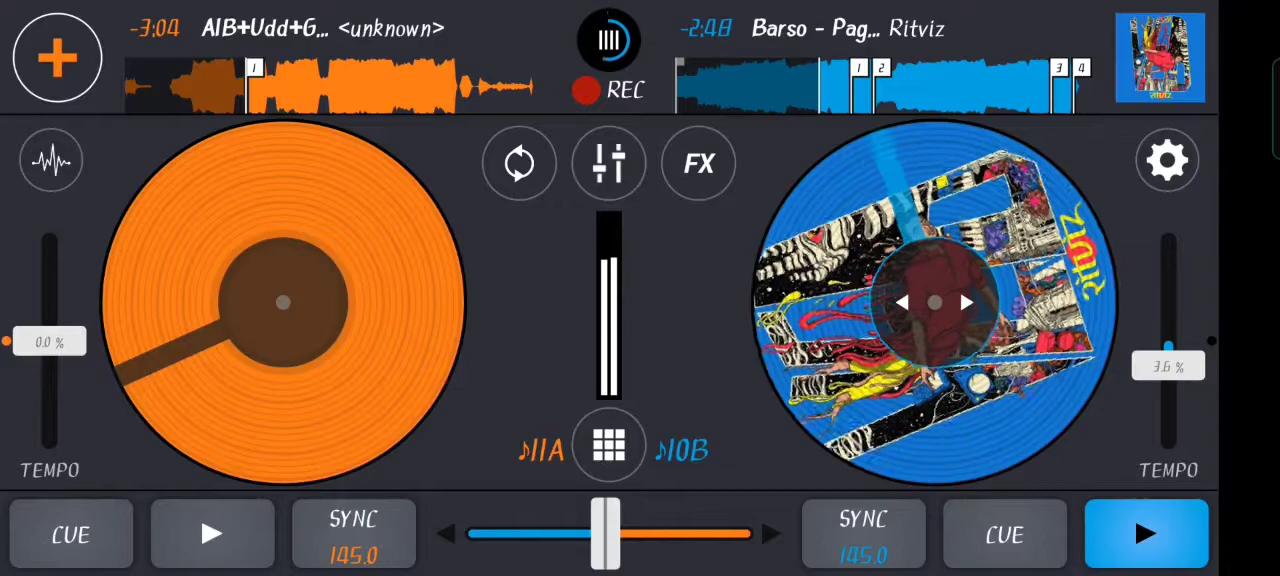 -3:04 AIB+Udd+G... <unknown>
-2:48 Barso - Pag... Ritviz
1
1 2 3 4
REC
FX
0.0 %
3.6 %
♪11A
♪10B
TEMPO
TEMPO
CUE
SYNC
145.0
SYNC
145.0
CUE